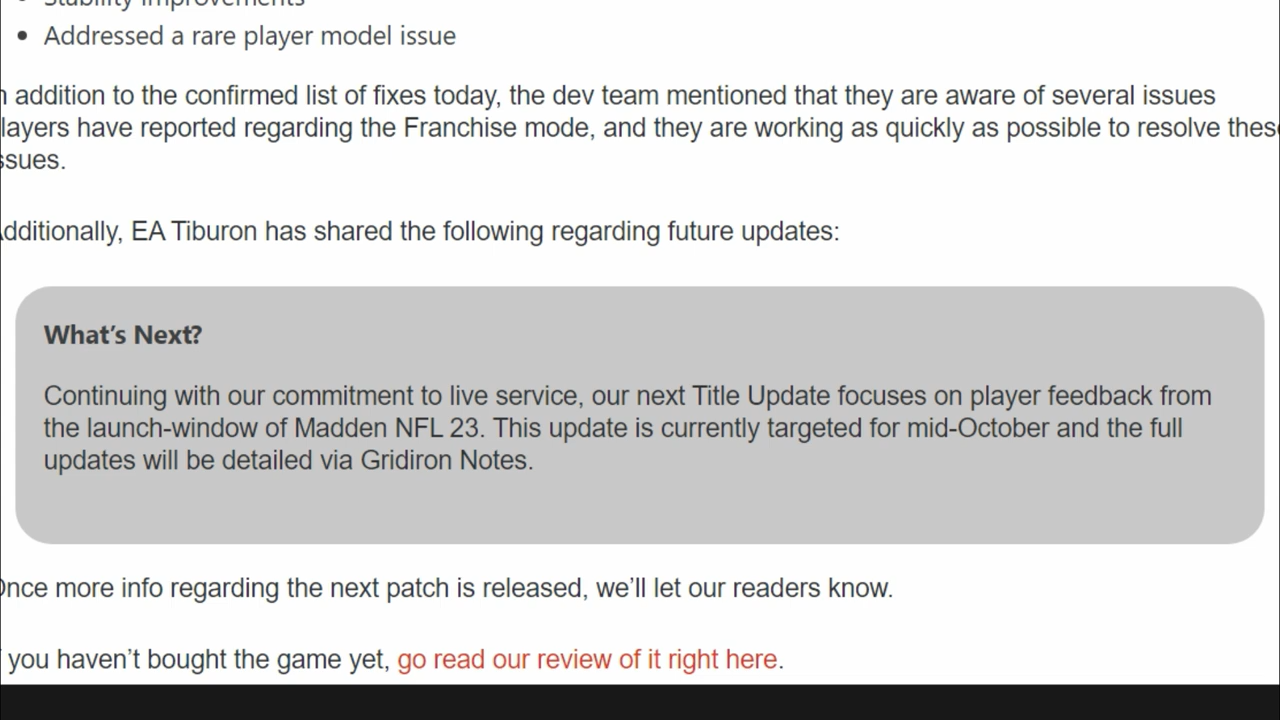 Stability improvements
Addressed a rare player model issue
addition to the confirmed list of fixes today, the dev team mentioned that they are aware of several issues
layers have reported regarding the Franchise mode, and they are working as quickly as possible to resolve these
ssues.
Additionally, EA Tiburon has shared the following regarding future updates:
What's Next?
Continuing with our commitment to live service, our next Title Update focuses on player feedback from
the launch-window of Madden NFL 23. This update is currently targeted for mid-October and the full
updates will be detailed via Gridiron Notes.
Once more info regarding the next patch is released, we'll let our readers know.
you haven't bought the game yet, go read our review of it right here.